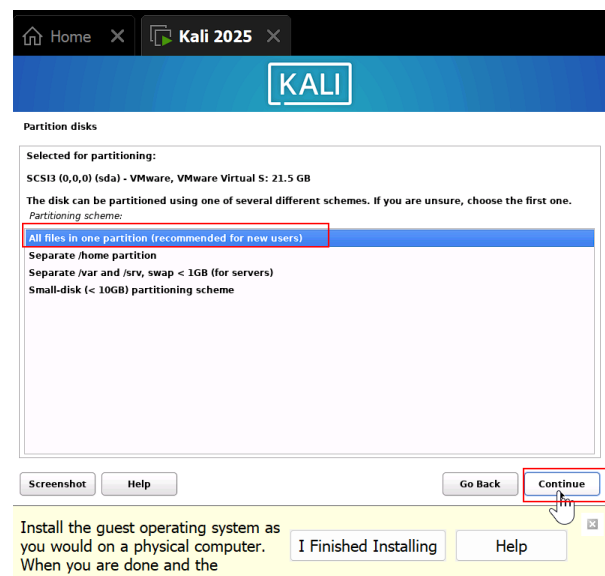 Home
Kali 2025
KALI
Partition disks
Selected for partitioning:
SCSI3 (0,0,0) (sda) - VMware, VMware Virtual S: 21.5 GB
The disk can be partitioned using one of several different schemes. If you are unsure, choose the first one.
Partitioning scheme:
All files in one partition (recommended for new users)
Separate /home partition
Separate /var and /srv, swap < 1GB (for servers)
Small-disk (< 10GB) partitioning scheme
Screenshot Help Go Back Continue
Install the guest operating system as
you would on a physical computer. I Finished Installing Help
When you are done and the